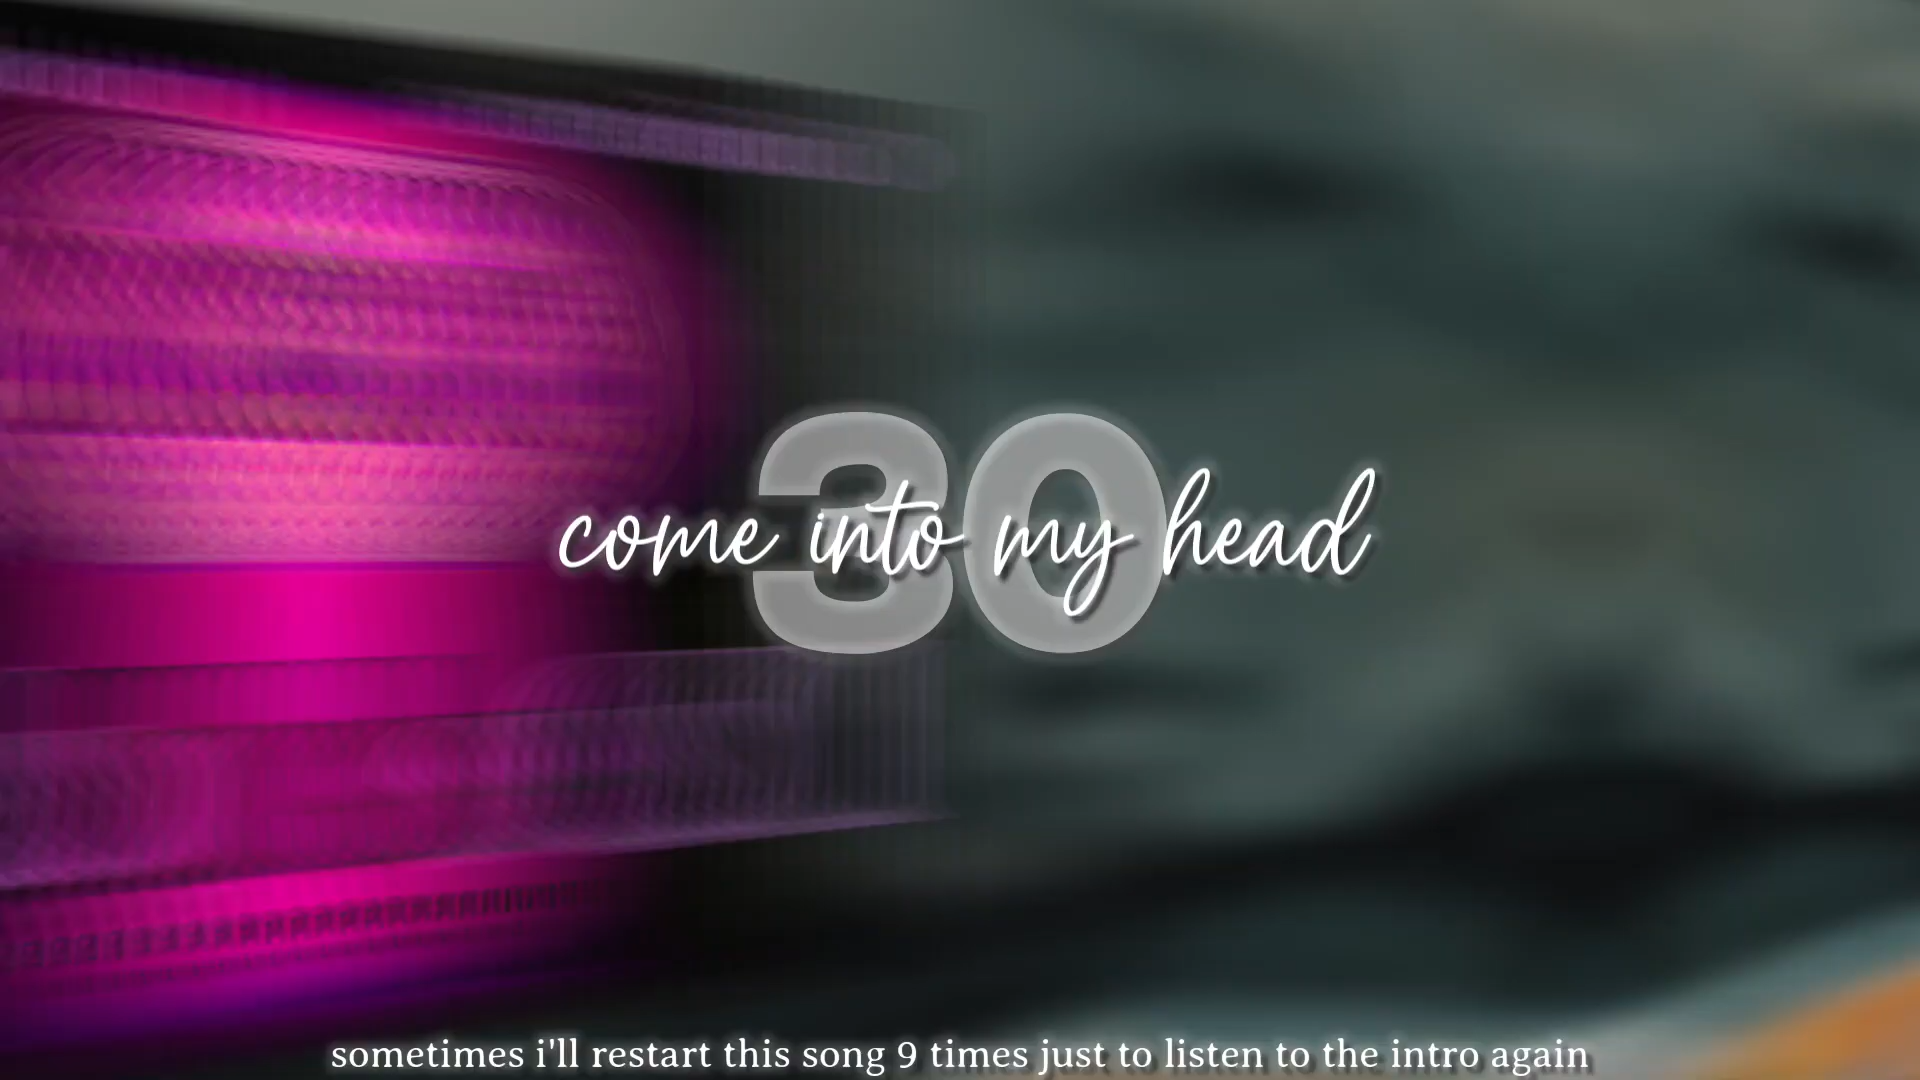 30
come into my head
sometimes i'll restart this song 9 times just to listen to the intro again